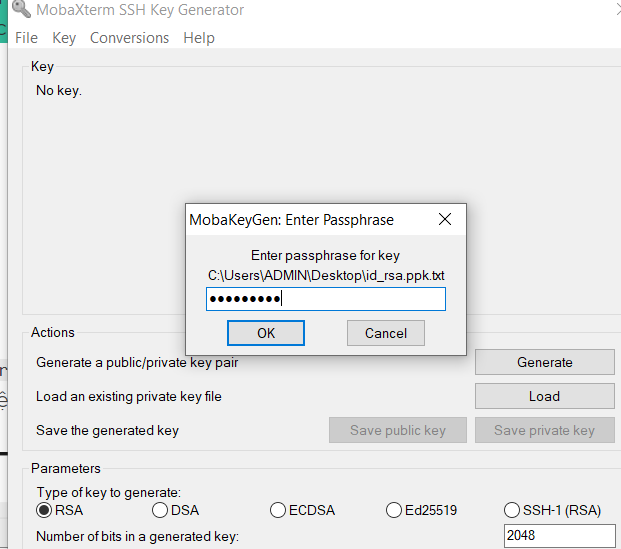 MobaXterm SSH Key Generator
File Key Conversions Help
Key
No key.
MobaKeyGen: Enter Passphrase
Enter passphrase for key
C:\Users\ADMIN\Desktop\id_rsa.ppk.txt
●●●●●●●●●
OK Cancel
Actions
Generate a public/private key pair Generate
Load an existing private key file Load
Save the generated key Save public key Save private key
Parameters
Type of key to generate:
RSA DSA ECDSA Ed25519 SSH-1 (RSA)
Number of bits in a generated key: 2048